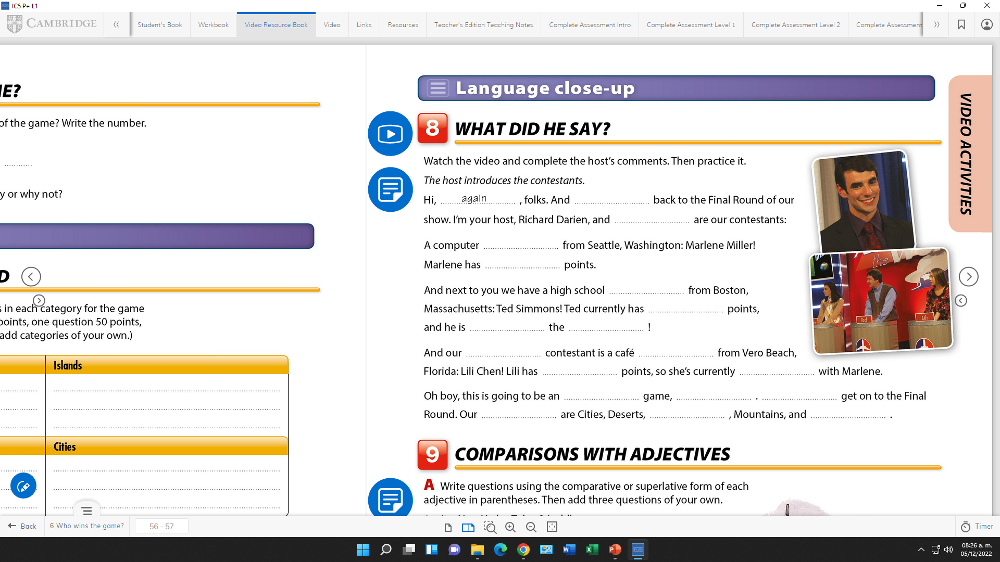 IC5 P+ L1
CAMBRIDGE
Student's Book
Workbook
Video Resource Book
Video
Links
Resources
Teacher's Edition Teaching Notes
Complete Assessment Intro
Complete Assessment Level 1
Complete Assessment Level 2
Complete Assessment
E?
of the game? Write the number.
y or why not?
D
s in each category for the game
points, one question 50 points,
add categories of your own.)
Islands
Cities
Language close-up
VIDEO ACTIVITIES
8 WHAT DID HE SAY?
Watch the video and complete the host's comments. Then practice it.
The host introduces the contestants.
Hi, again , folks. And back to the Final Round of our
show. I'm your host, Richard Darien, and are our contestants:
A computer from Seattle, Washington: Marlene Miller!
Marlene has points.
And next to you we have a high school from Boston,
Massachusetts: Ted Simmons! Ted currently has points,
and he is the !
And our contestant is a café from Vero Beach,
Florida: Lili Chen! Lili has points, so she's currently with Marlene.
Oh boy, this is going to be an game, . get on to the Final
Round. Our are Cities, Deserts, , Mountains, and .
the
Ted
Lili
9 COMPARISONS WITH ADJECTIVES
A Write questions using the comparative or superlative form of each
adjective in parentheses. Then add three questions of your own.
Back
6 Who wins the game?
56 - 57
Timer
PLUS
08:26 a. m.
05/12/2022